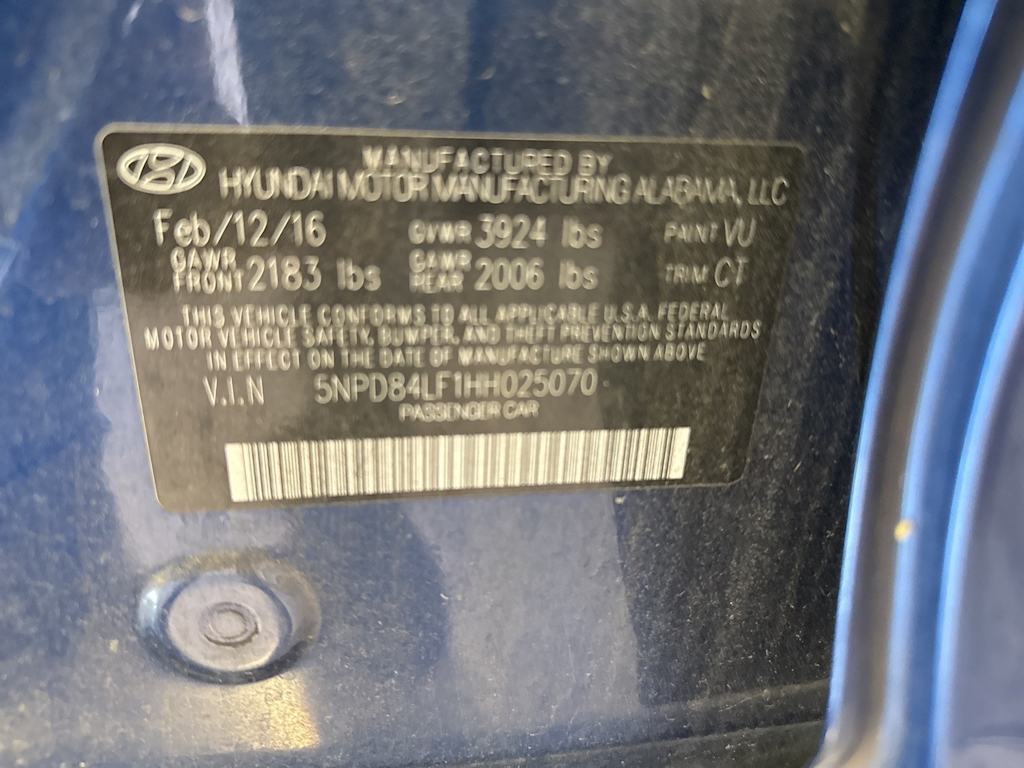 MANUFACTURED BY
HYUNDAI MOTOR MANUFACTURING ALABAMA, LLC
Feb/12/16 GVWR 3924 lbs PAINT VU
GAWR FRONT 2183 lbs GAWR REAR 2006 lbs TRIM CT
THIS VEHICLE CONFORMS TO ALL APPLICABLE U.S.A. FEDERAL
MOTOR VEHICLE SAFETY, BUMPER, AND THEFT PREVENTION STANDARDS
IN EFFECT ON THE DATE OF MANUFACTURE SHOWN ABOVE
V.I.N 5NPD84LF1HH025070
PASSENGER CAR